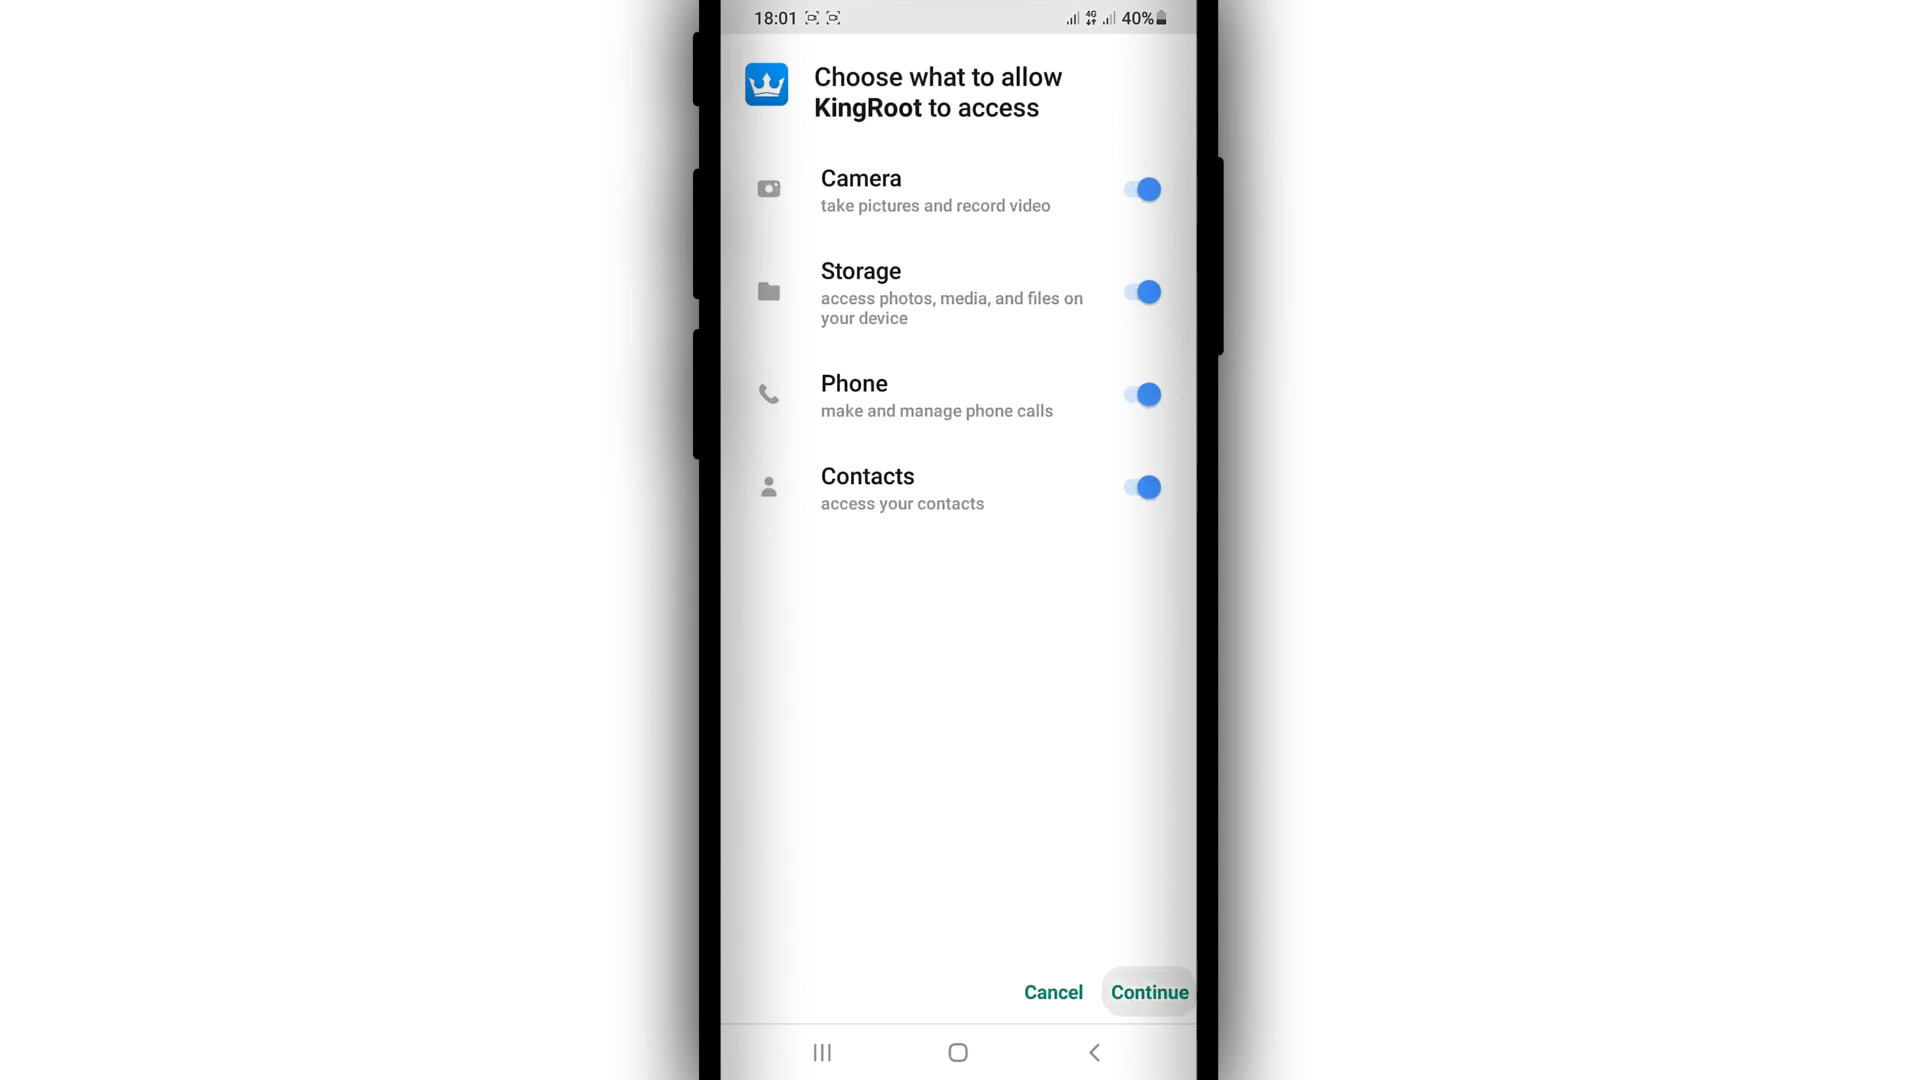 18:01 4G 40%
Choose what to allow
KingRoot to access
Camera
take pictures and record video
Storage
access photos, media, and files on
your device
Phone
make and manage phone calls
Contacts
access your contacts
Cancel Continue